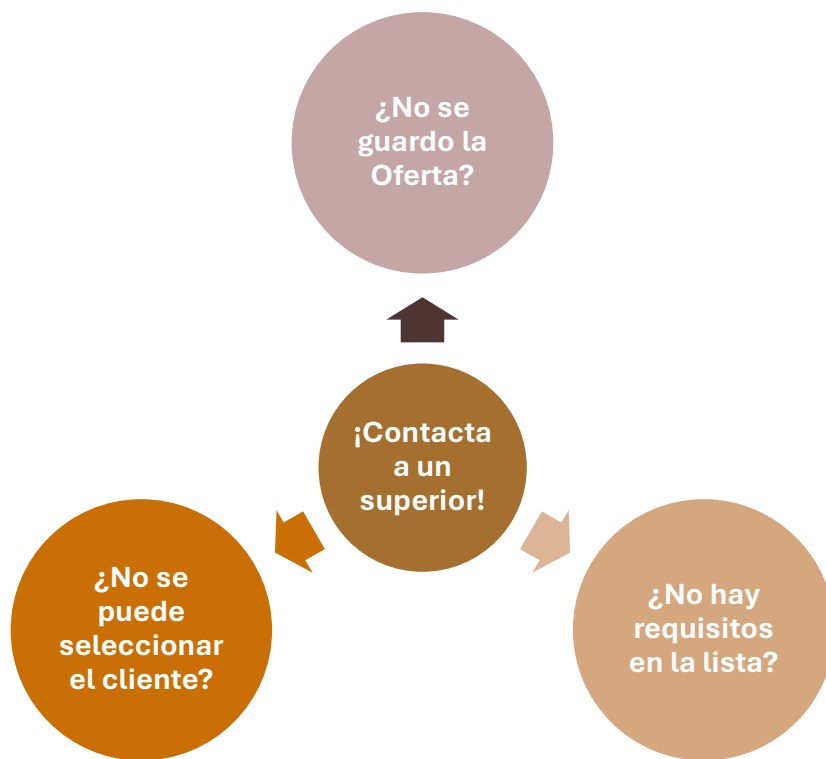 ¿No se
guardo la
Oferta?
¡Contacta
a un
superior!
¿No se
puede
seleccionar
el cliente?
¿No hay
requisitos
en la lista?